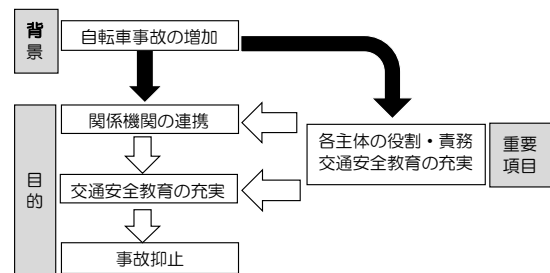 背景
自転車事故の増加
目的
関係機関の連携
各主体の役割・責務
交通安全教育の充実
重要
項目
交通安全教育の充実
事故抑止